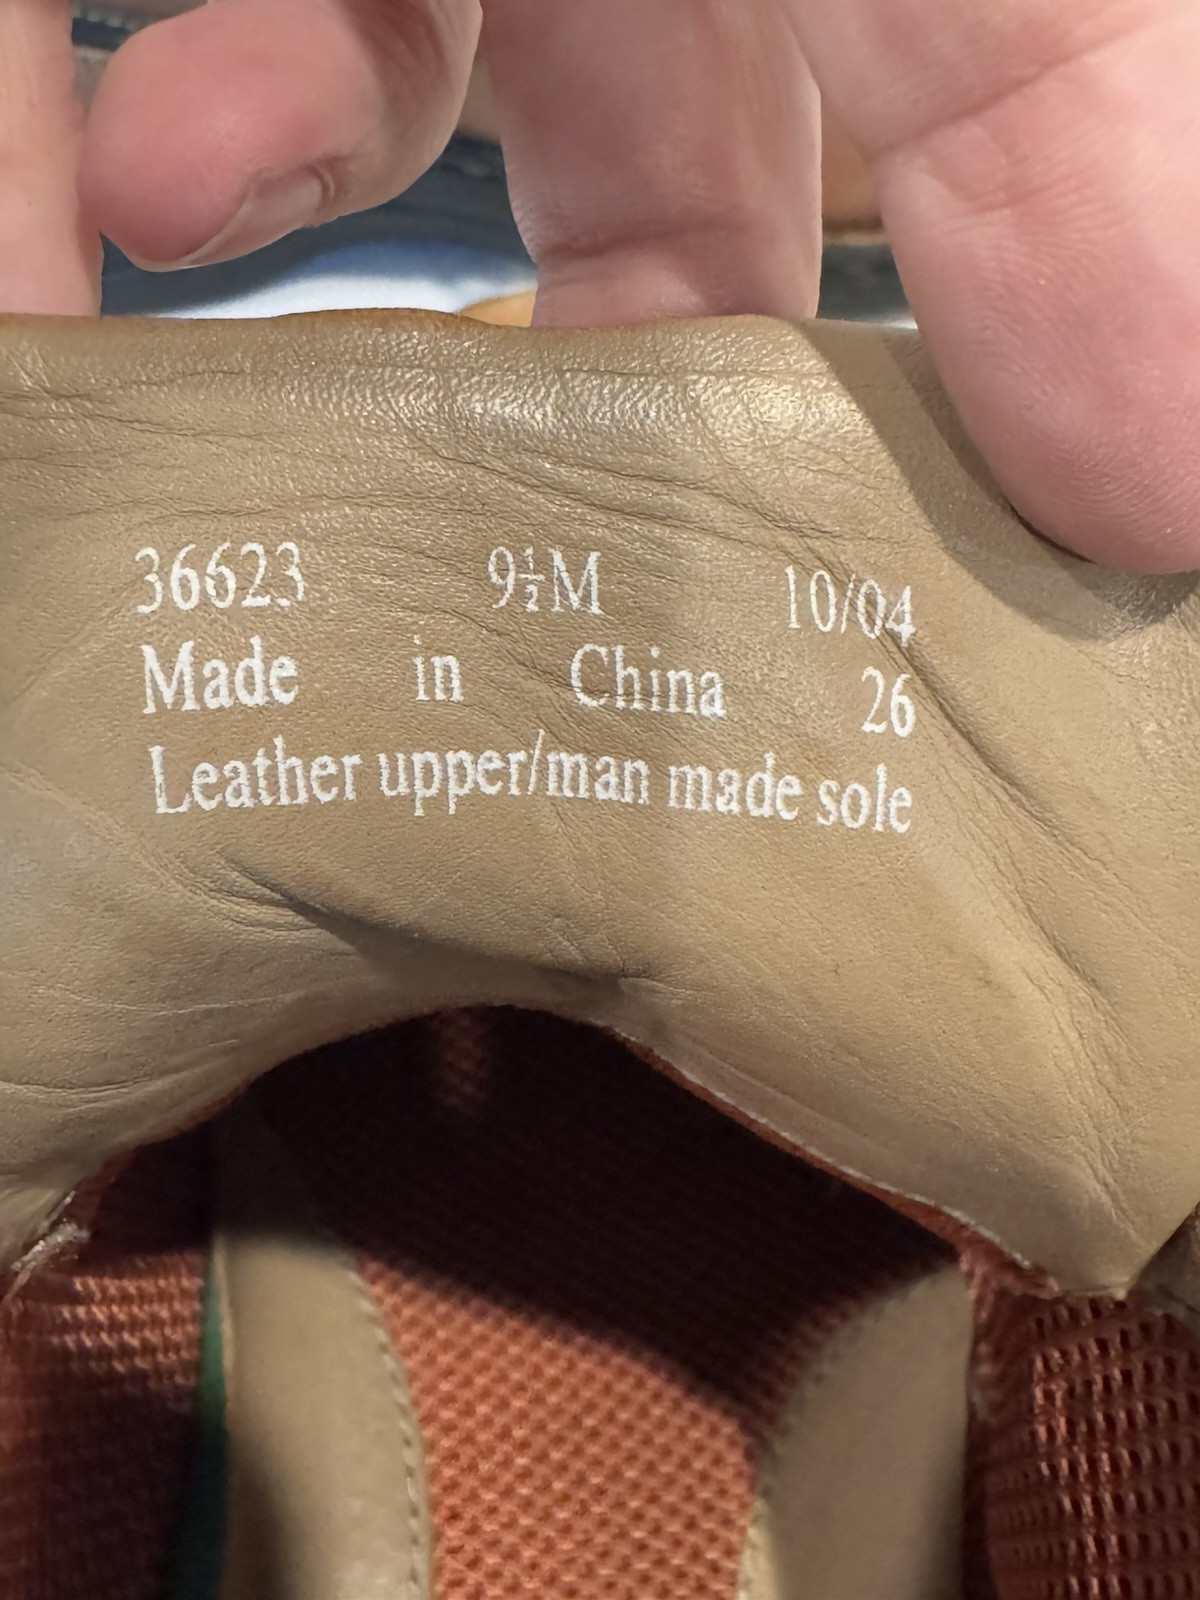 36623 9½M 10/04
Made in China 26
Leather upper/man made sole